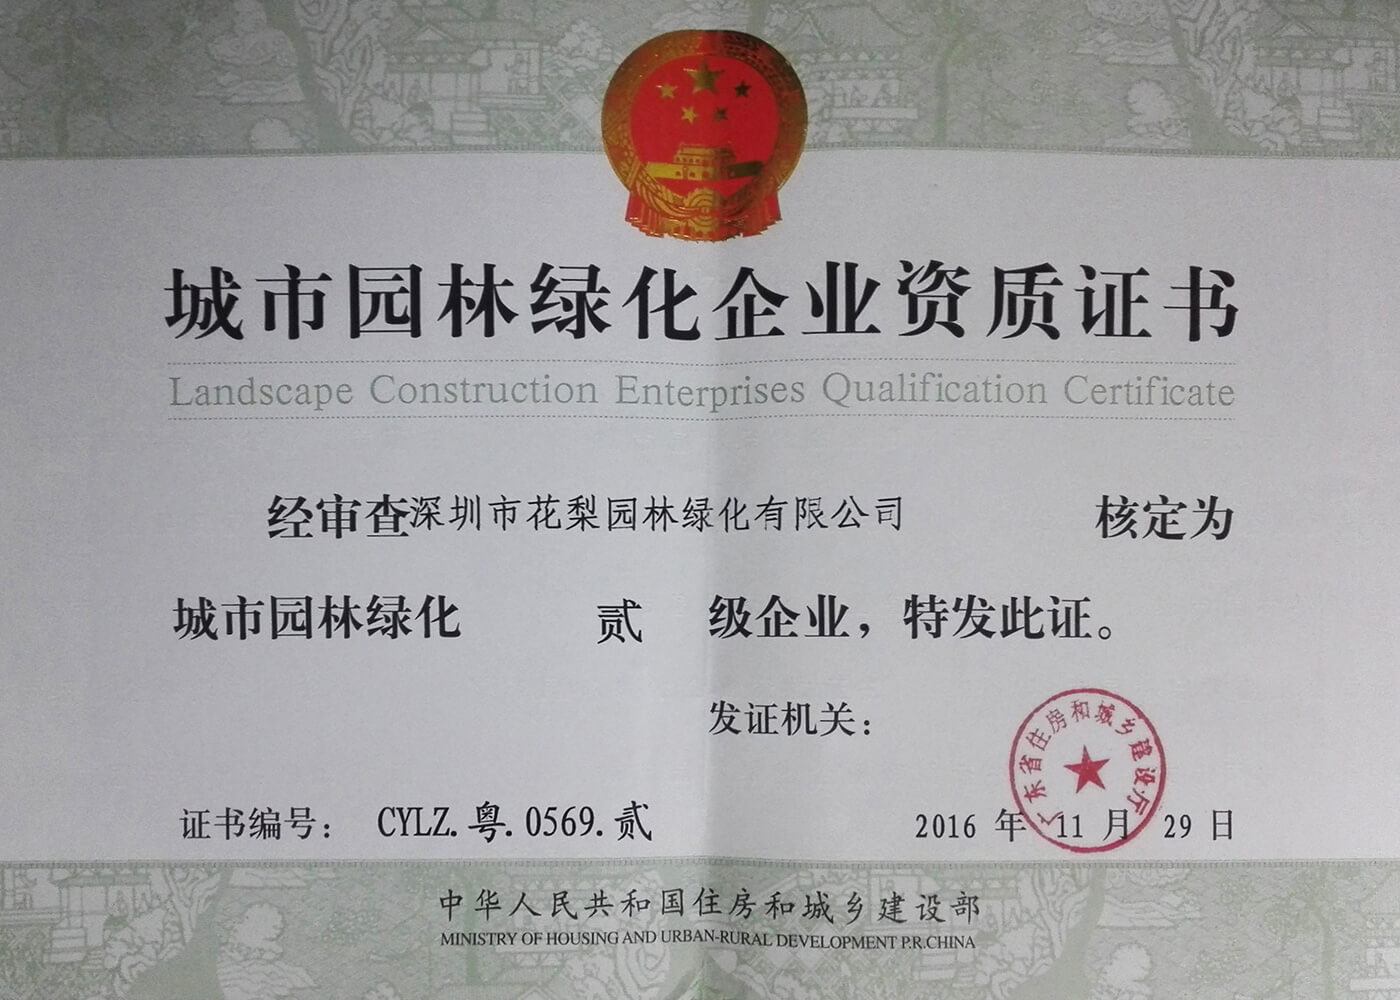 城市园林绿化企业资质证书
Landscape Construction Enterprises Qualification Certificate
经审查深圳市花梨园林绿化有限公司 核定为
城市园林绿化 贰 级企业，特发此证。
发证机关：
广东省住房和城乡建设厅
证书编号： CYLZ.粤.0569.贰
2016 年 11 月 29 日
中华人民共和国住房和城乡建设部
MINISTRY OF HOUSING AND URBAN-RURAL DEVELOPMENT P.R.CHINA